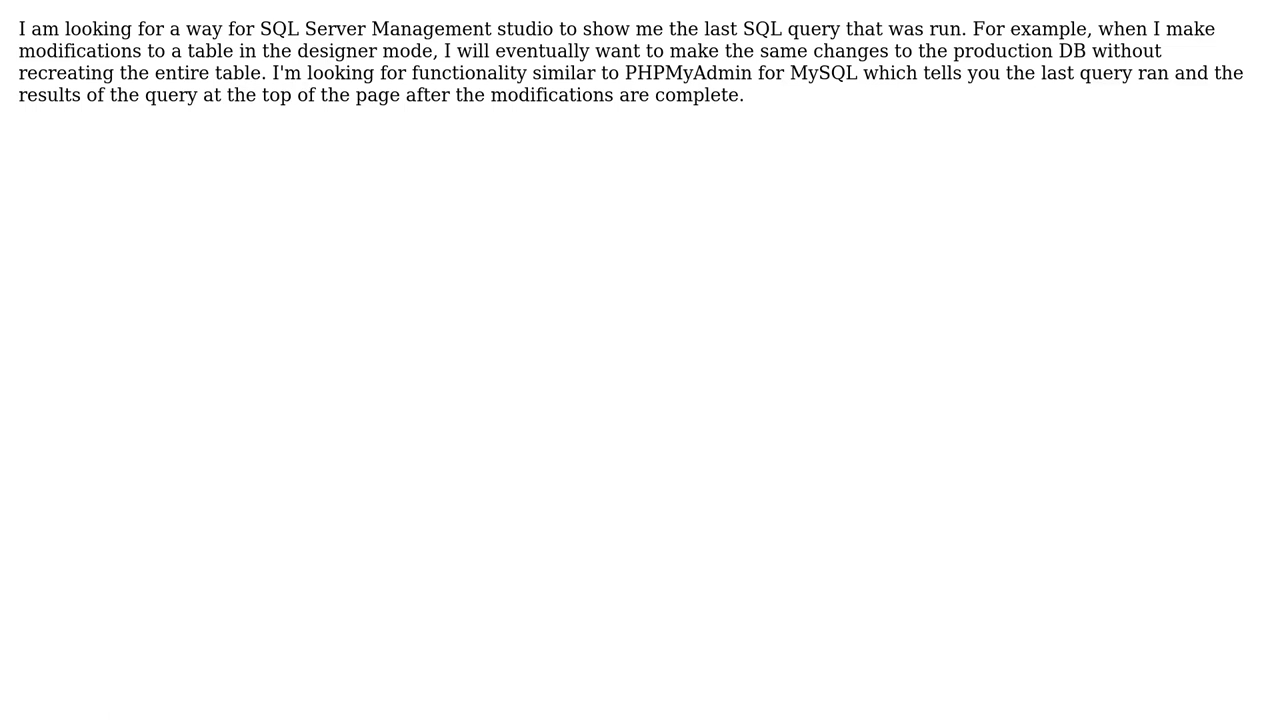 I am looking for a way for SQL Server Management studio to show me the last SQL query that was run. For example, when I make
modifications to a table in the designer mode, I will eventually want to make the same changes to the production DB without
recreating the entire table. I'm looking for functionality similar to PHPMyAdmin for MySQL which tells you the last query ran and the
results of the query at the top of the page after the modifications are complete.